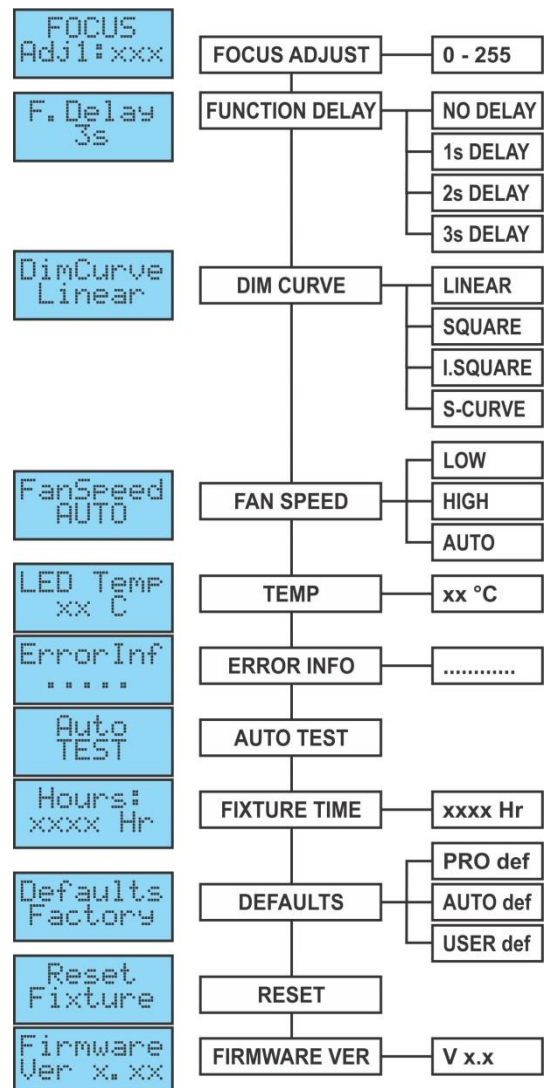 FOCUS
Adj1:xxx
FOCUS ADJUST
0 - 255
F.Delay
3s
FUNCTION DELAY
NO DELAY
1s DELAY
2s DELAY
3s DELAY
DimCurve
Linear
DIM CURVE
LINEAR
SQUARE
I.SQUARE
S-CURVE
FanSpeed
AUTO
FAN SPEED
LOW
HIGH
AUTO
LED Temp
xx C
TEMP
xx °C
ErrorInf
.....
ERROR INFO
............
Auto
TEST
AUTO TEST
Hours:
xxxx Hr
FIXTURE TIME
xxxx Hr
Defaults
Factory
DEFAULTS
PRO def
AUTO def
USER def
Reset
Fixture
RESET
Firmware
Ver x.xx
FIRMWARE VER
V x.x